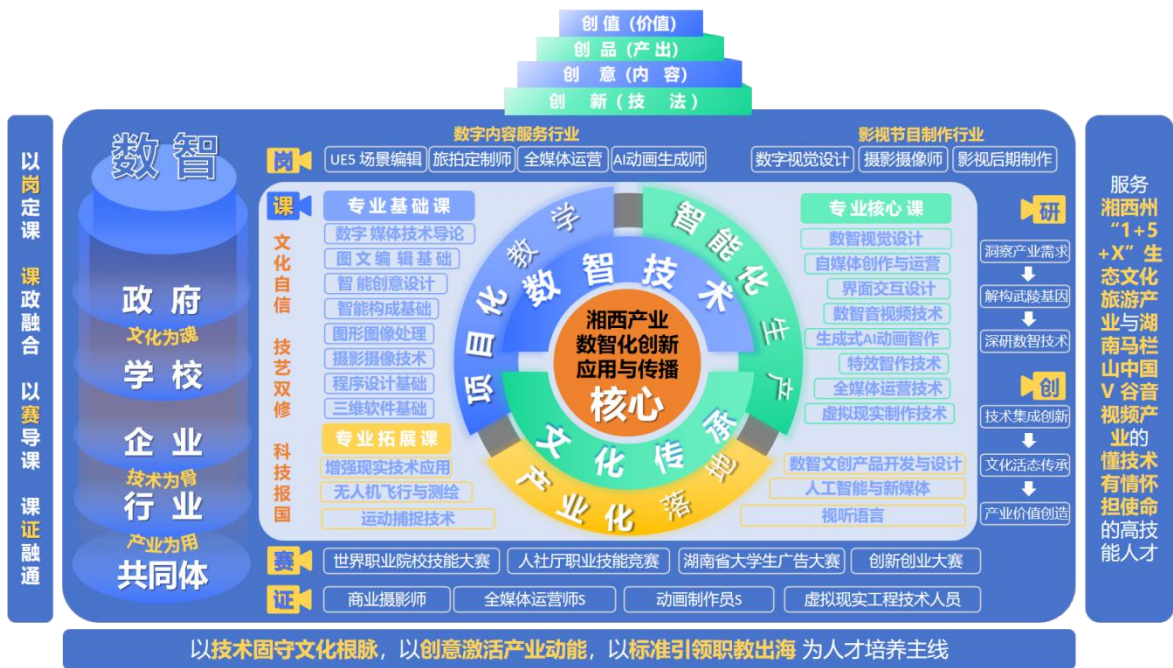 创值（价值）
创品（产出）
创 意（内 容）
创 新（技 法）
以岗定课 课政融合 以赛导课 课证融通
数智
政府
文化为魂
学校
企业
技术为骨
行业
产业为用
共同体
数字内容服务行业
影视节目制作行业
岗
UE5 场景编辑
旅拍定制师
全媒体运营
AI动画生成师
数字视觉设计
摄影摄像师
影视后期制作
课
文化自信 技艺双修 科技报国
专业基础课
数字 媒体技术导论
图文编 辑基础
智 能创意设计
智能构成基础
图形图像处理
摄影摄像技术
程序设计基础
三维软件基础
专业拓展课
增强现实技术应用
无人机飞行与测绘
运动捕捉技术
项目化教学
智能化生产
产业化落地
数智技术
文化传承
湘西产业
数智化创新
应用与传播
核心
专业核心课
数智视觉设计
自媒体创作与运营
界面交互设计
数智音视频技术
生成式AI动画智作
特效智作技术
全媒体运营技术
虚拟现实制作技术
数智文创产品开发与设计
人工智能与新媒体
视听语言
研
洞察产业需求
解构武陵基因
深研数智技术
创
技术集成创新
文化活态传承
产业价值创造
赛
世界职业院校技能大赛
人社厅职业技能竞赛
湖南省大学生广告大赛
创新创业大赛
证
商业摄影师
全媒体运营师S
动画制作员S
虚拟现实工程技术人员
服务
湘西州
“1+5
+X”生
态文化
旅游产
业与湖
南马栏
山中国
V 谷音
视频产
业的
懂技术
有情怀
担使命
的高技
能人才
以技术固守文化根脉，以创意激活产业动能，以标准引领职教出海 为人才培养主线